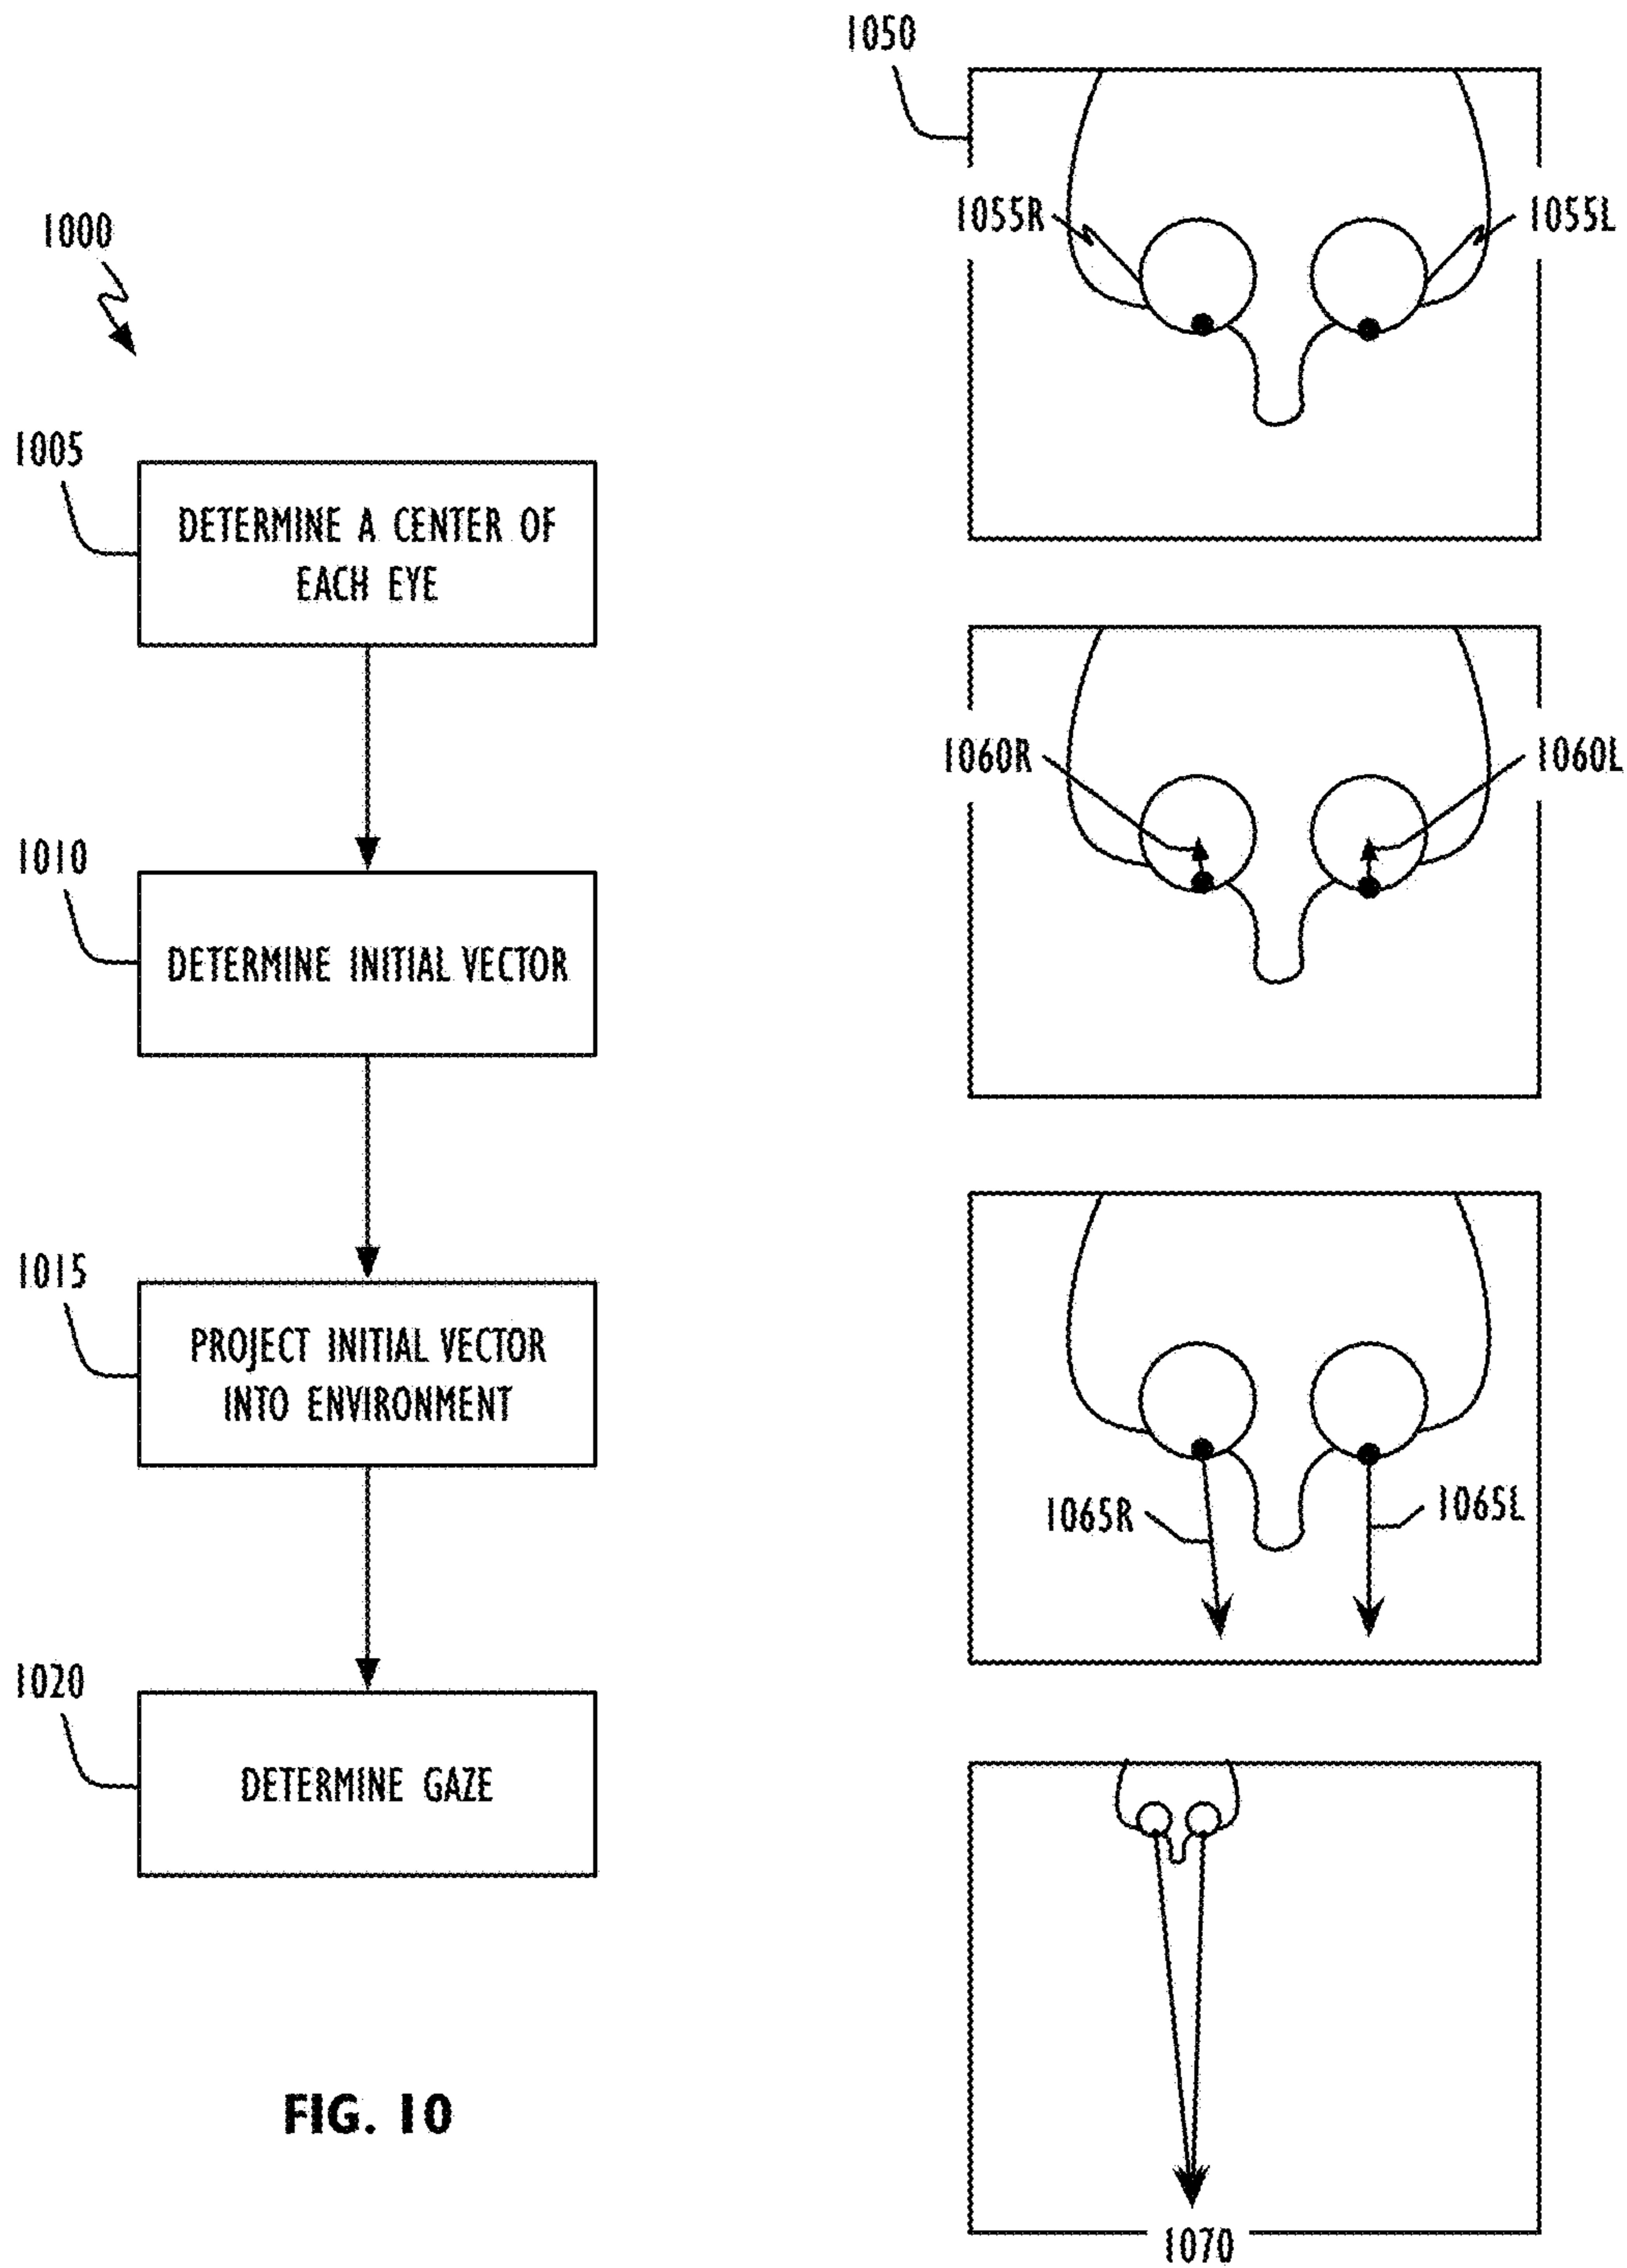 1050
1055R
1055L
1000
1005
DETERMINE A CENTER OF
EACH EYE
1060R
1060L
1010
DETERMINE INITIAL VECTOR
1015
PROJECT INITIAL VECTOR
INTO ENVIRONMENT
1065R
1065L
1020
DETERMINE GAZE
FIG. 10
1070